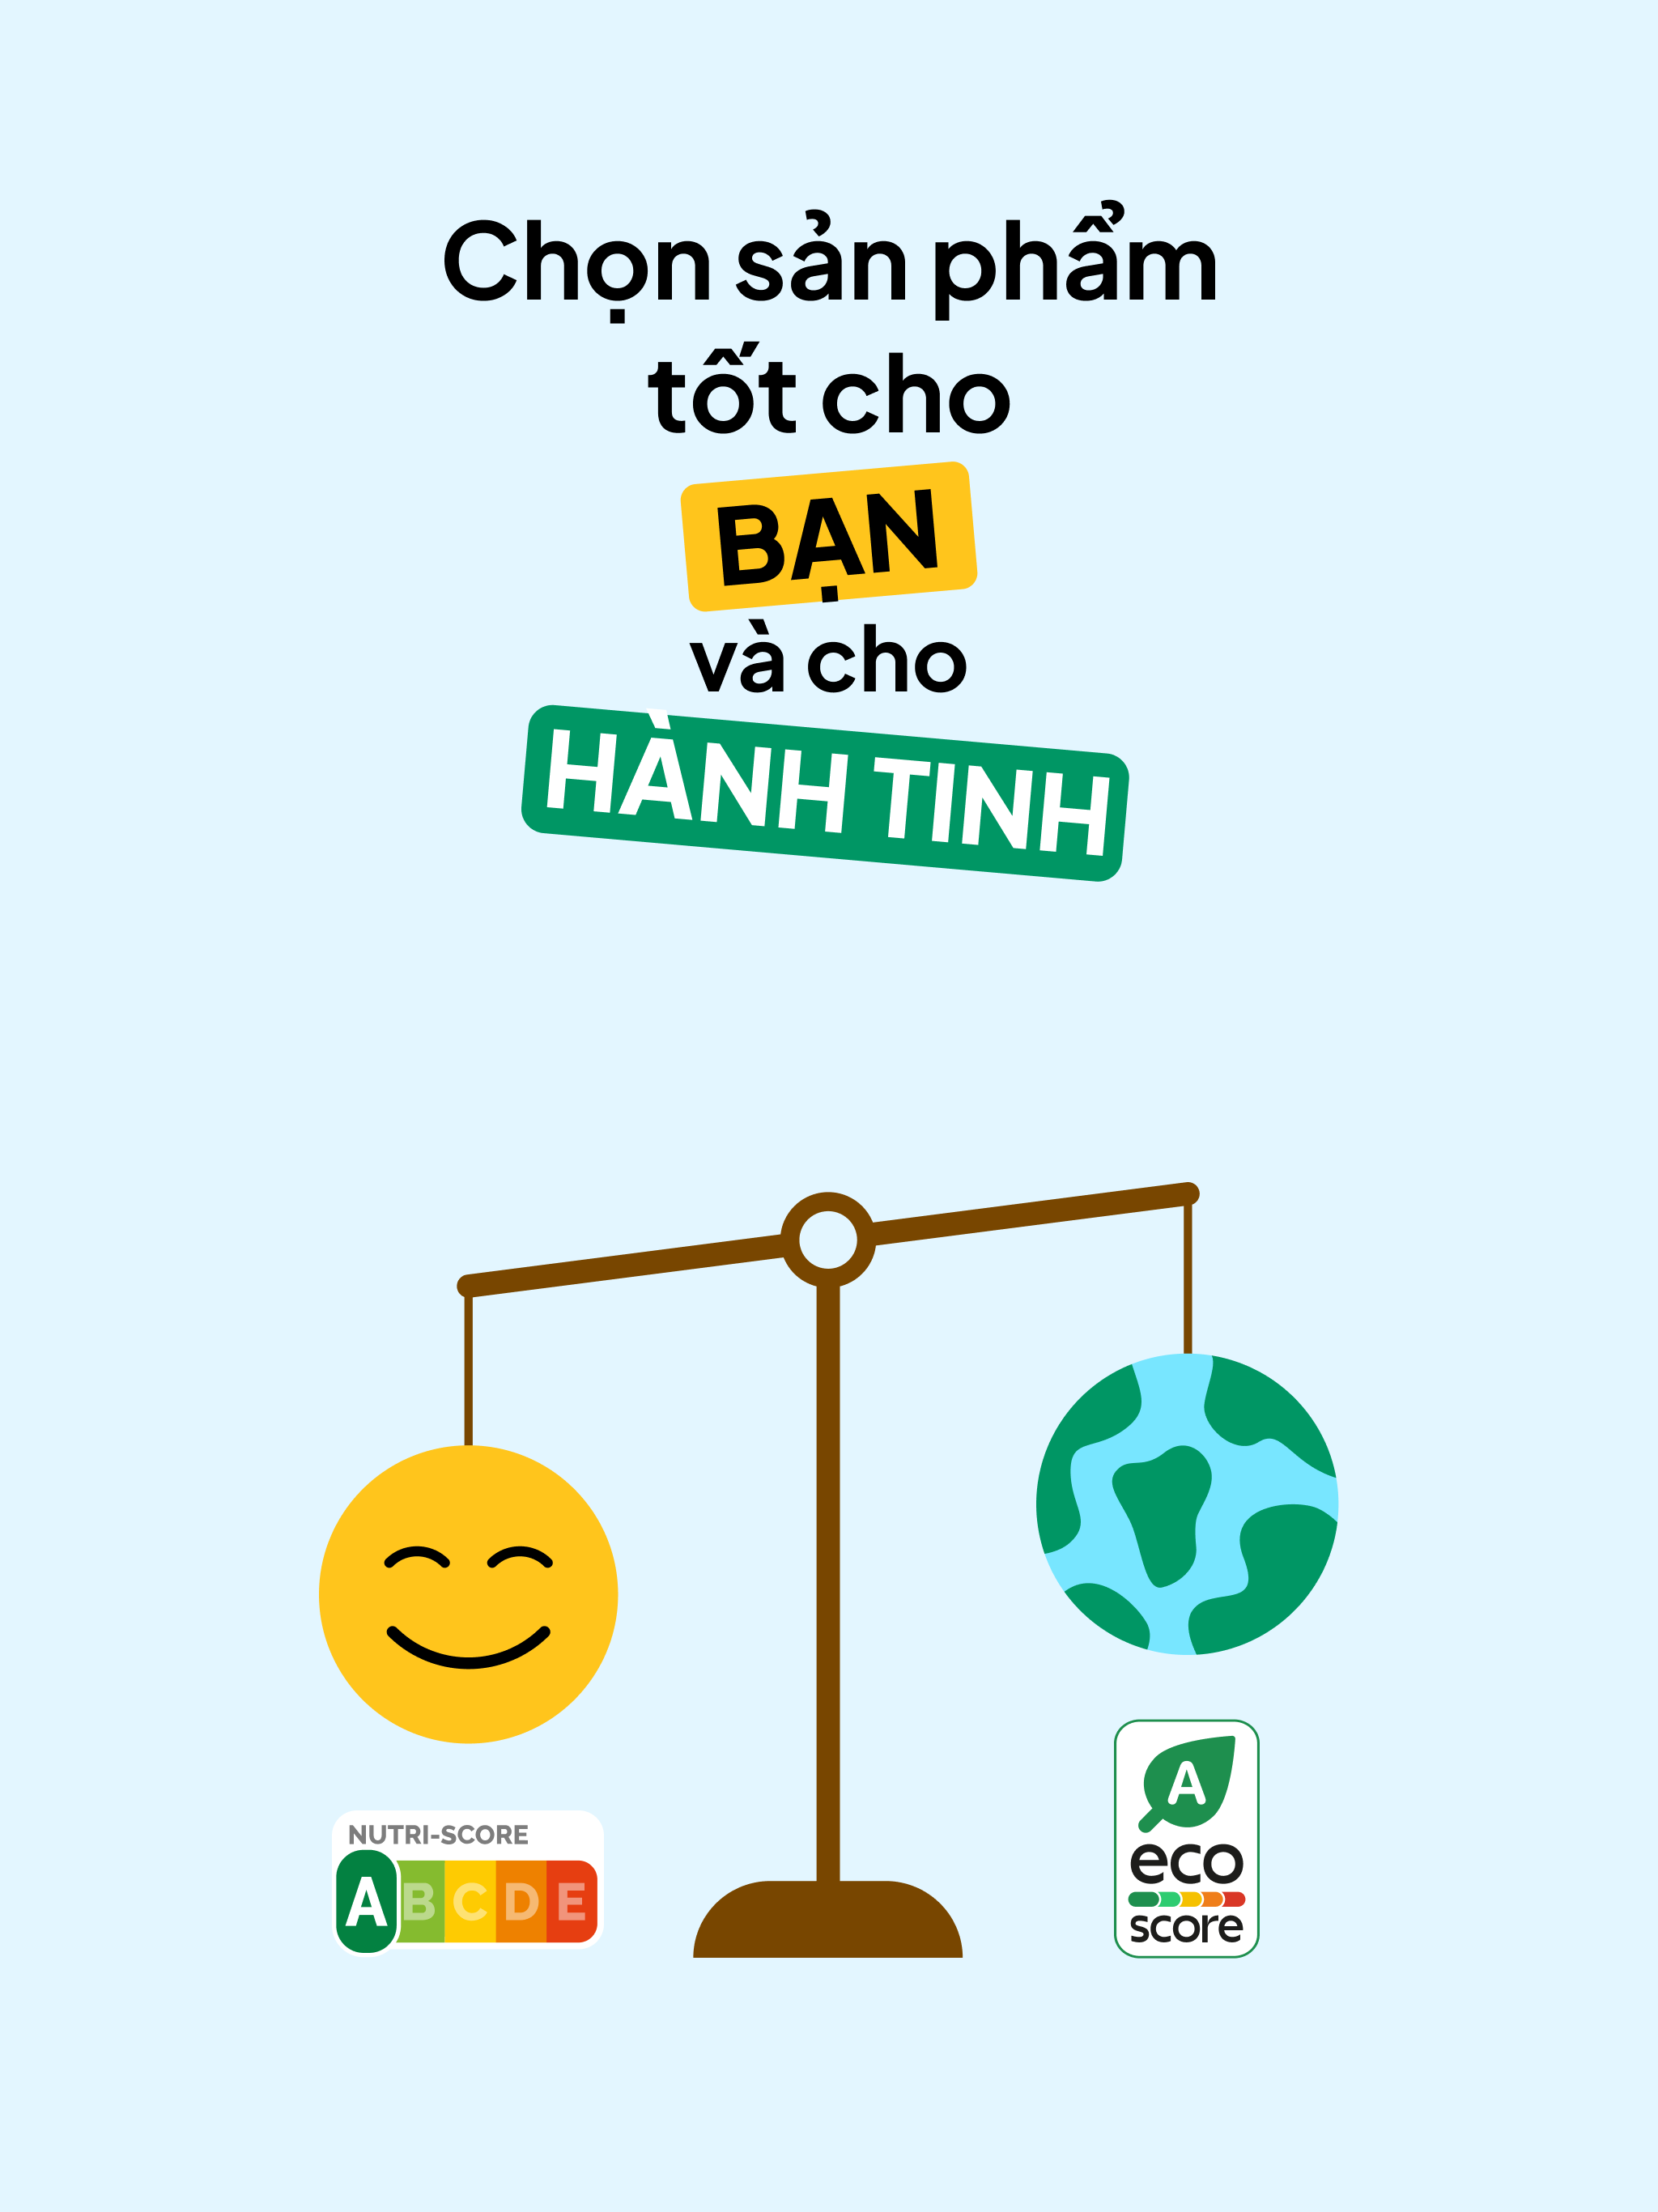 Chọn sản phẩm
tốt cho
BẠN
và cho
HÀNH TINH
NUTRI-SCORE
A B C D E
A
eco
score